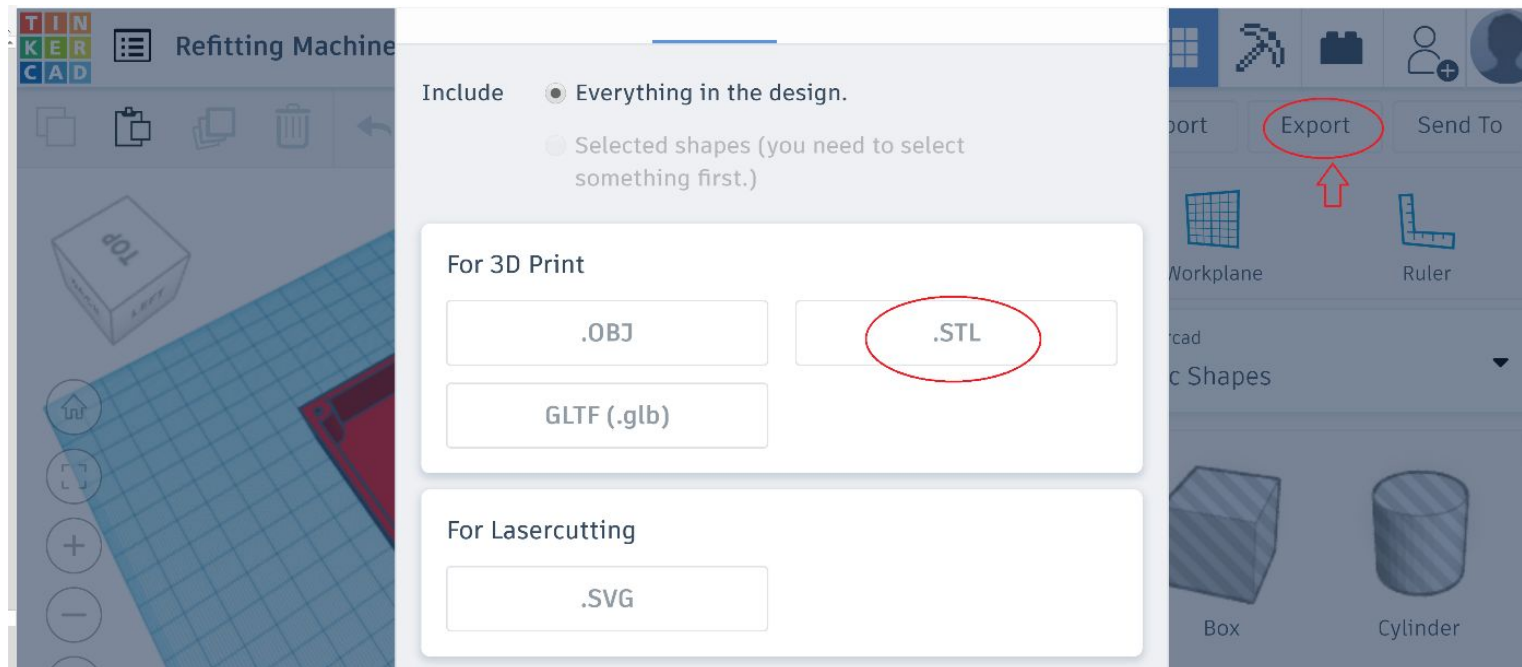 TIN
KER
CAD
Refitting Machine
Include
Everything in the design.
Selected shapes (you need to select
something first.)
port
Export
Send To
TOP
LEFT
Workplane
Ruler
For 3D Print
.OBJ
.STL
GLTF (.glb)
rcad
c Shapes
For Lasercutting
.SVG
Box
Cylinder